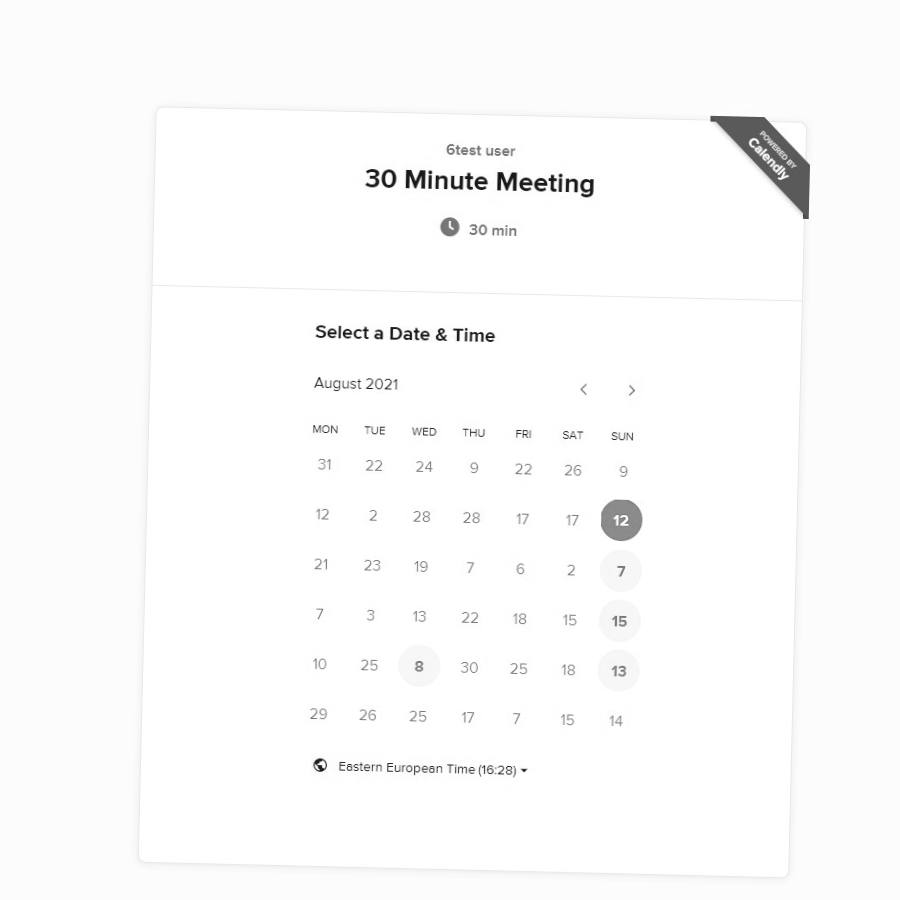 POWERED BY
Calendly
6test user
30 Minute Meeting
30 min
Select a Date & Time
August 2021
MON TUE WED THU FRI SAT SUN
31 22 24 9 22 26 9
12 2 28 28 17 17 12
21 23 19 7 6 2 7
7 3 13 22 18 15 15
10 25 8 30 25 18 13
29 26 25 17 7 15 14
Eastern European Time (16:28)